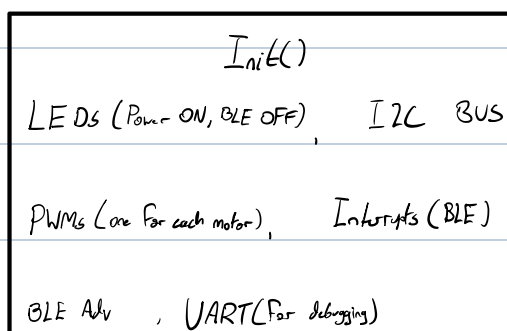 Init()
LEDs (Power ON, BLE OFF), I2C BUS
PWMs (one for each motor), Interrupts (BLE)
BLE Adv , UART (for debugging)